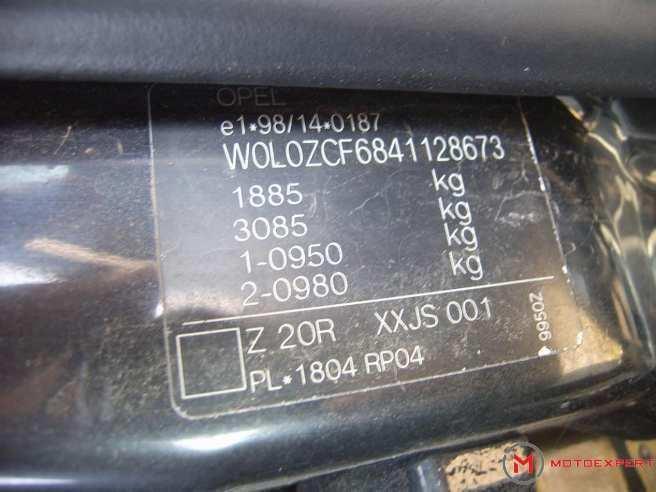 OPEL
e1*98/14*0187
W0L0ZCF6841128673
1885 kg
3085 kg
1-0950 kg
2-0980 kg
Z 20R XXJS 001
PL*1804 RP04
9950Z
M MOTOEXPERT